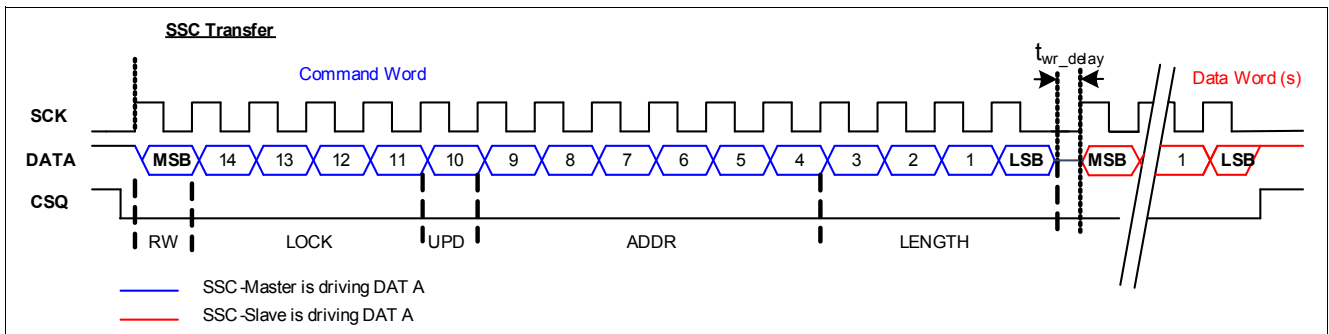 SSC Transfer
t wr_delay
Command Word
Data Word (s)
SCK
DATA MSB 14 13 12 11 10 9 8 7 6 5 4 3 2 1 LSB MSB 1 LSB
CSQ
RW LOCK UPD ADDR LENGTH
SSC-Master is driving DAT A
SSC-Slave is driving DAT A